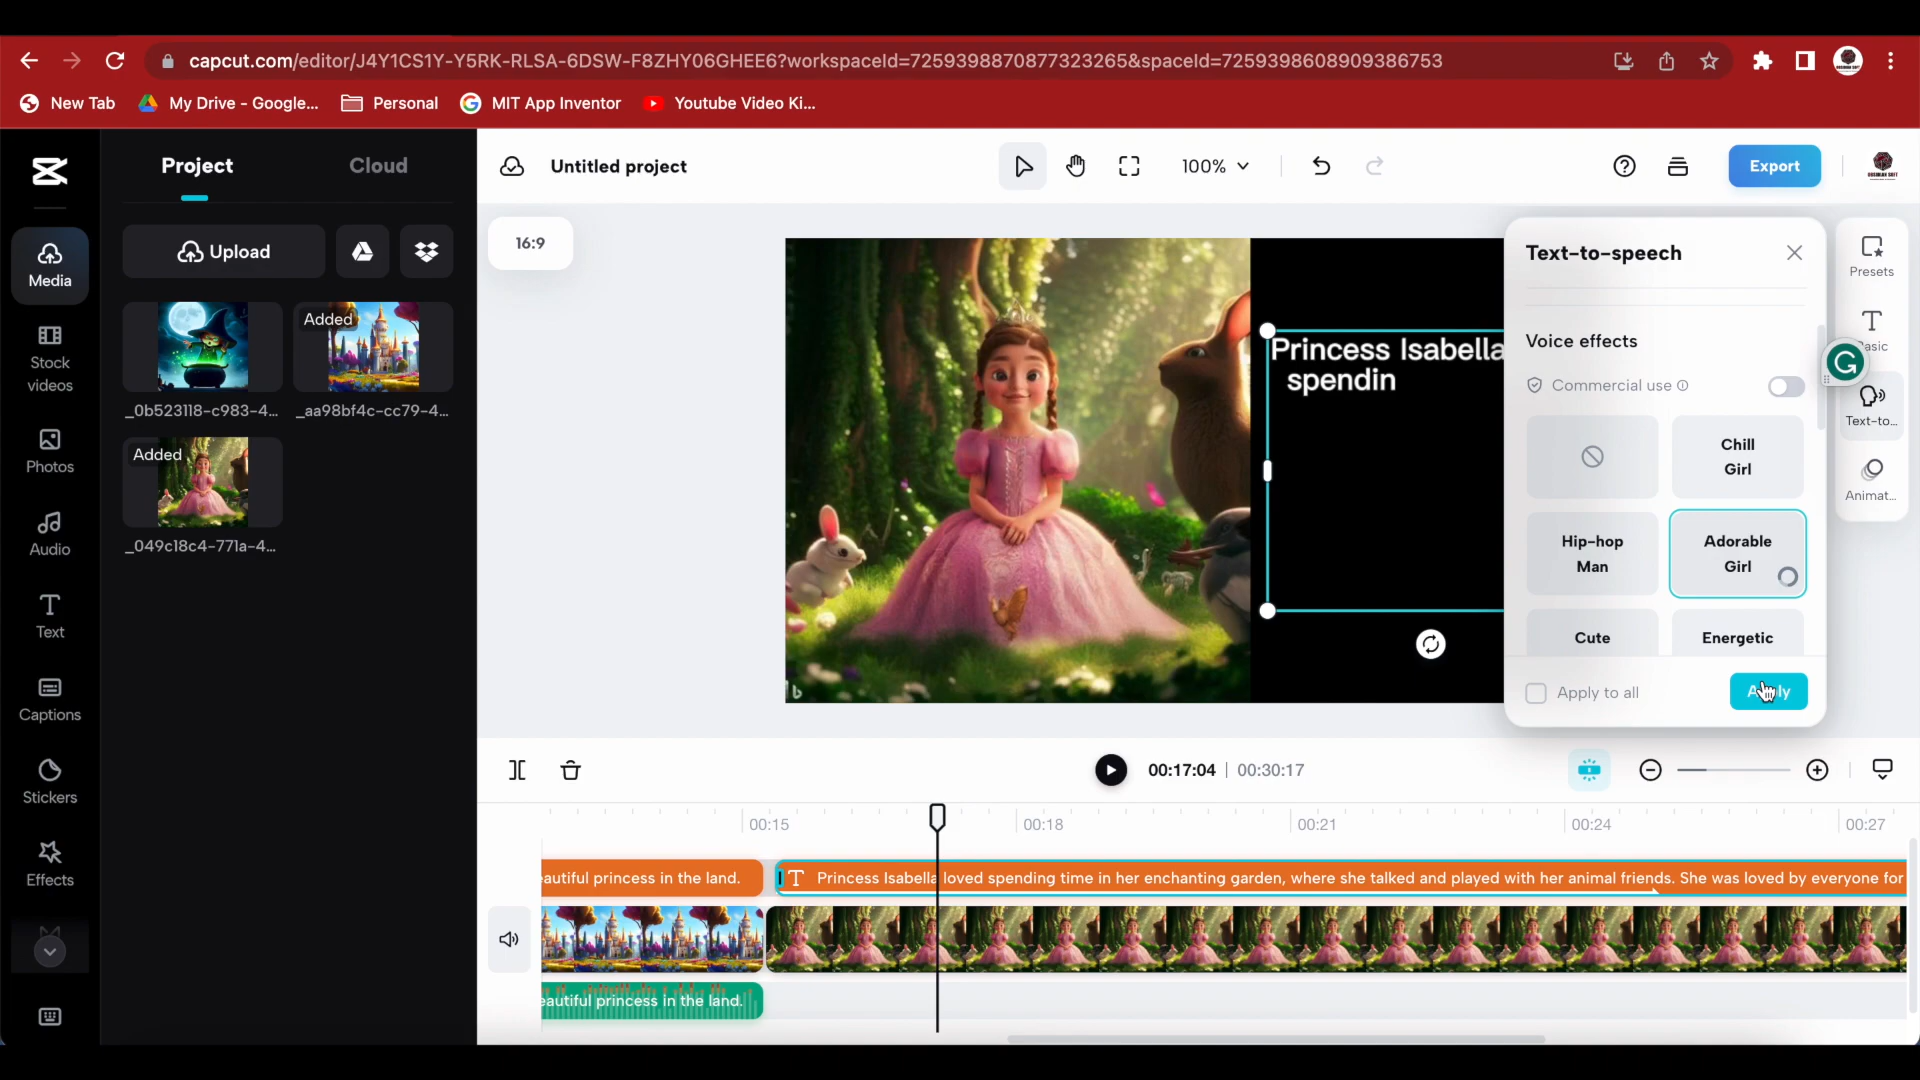 capcut.com/editor/J4Y1CS1Y-Y5RK-RLSA-6DSW-F8ZHY06GHEE6?workspaceId=7259398870877323265&spaceId=7259398608909386753
New Tab
My Drive - Google...
Personal
MIT App Inventor
Youtube Video Ki...
Project
Cloud
Untitled project
100%
Export
Upload
16:9
Media
Stock
videos
Photos
Audio
Text
Captions
Stickers
Effects
Added
_0b523118-c983-4...
_aa98bf4c-cc79-4...
Added
_049c18c4-771a-4...
Princess Isabella
spendin
Text-to-speech
Voice effects
Commercial use
Chill
Girl
Hip-hop
Man
Adorable
Girl
Cute
Energetic
Apply to all
Presets
Text-to...
Animat...
00:17:04 | 00:30:17
00:15
00:18
00:21
00:24
00:27
eautiful princess in the land.
Princess Isabella loved spending time in her enchanting garden, where she talked and played with her animal friends. She was loved by everyone for
eautiful princess in the land.